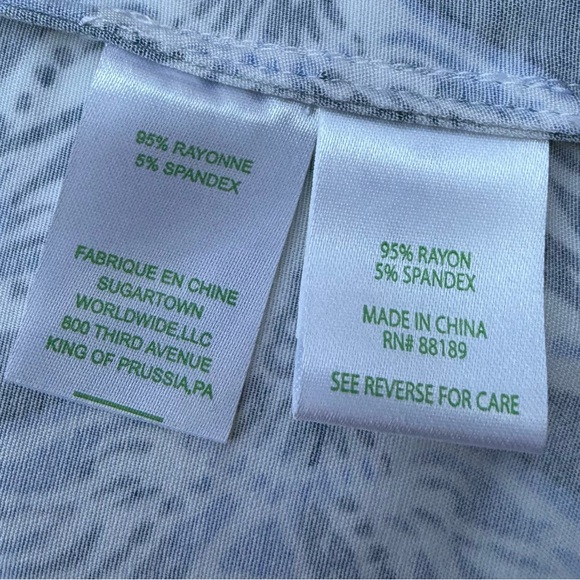 95% RAYONNE
5% SPANDEX
FABRIQUE EN CHINE
SUGARTOWN
WORLDWIDE,LLC
800 THIRD AVENUE
KING OF PRUSSIA,PA
95% RAYON
5% SPANDEX
MADE IN CHINA
RN# 88189
SEE REVERSE FOR CARE